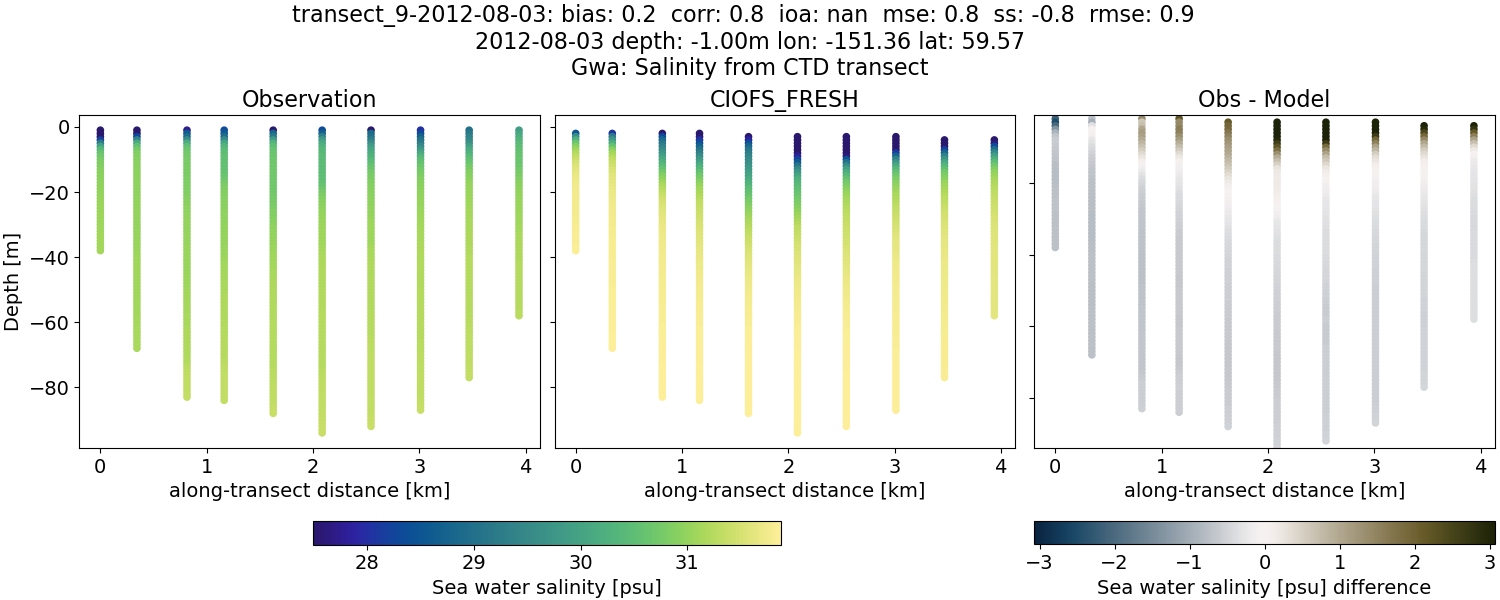 transect_9-2012-08-03: bias: 0.2 corr: 0.8 ioa: nan mse: 0.8 ss: -0.8 rmse: 0.9
2012-08-03 depth: -1.00m lon: -151.36 lat: 59.57
Gwa: Salinity from CTD transect
Observation
CIOFS_FRESH
Obs - Model
Depth [m]
0
−20
−40
−60
−80
0 1 2 3 4
0 1 2 3 4
0 1 2 3 4
along-transect distance [km]
along-transect distance [km]
along-transect distance [km]
28 29 30 31
Sea water salinity [psu]
−3 −2 −1 0 1 2 3
Sea water salinity [psu] difference